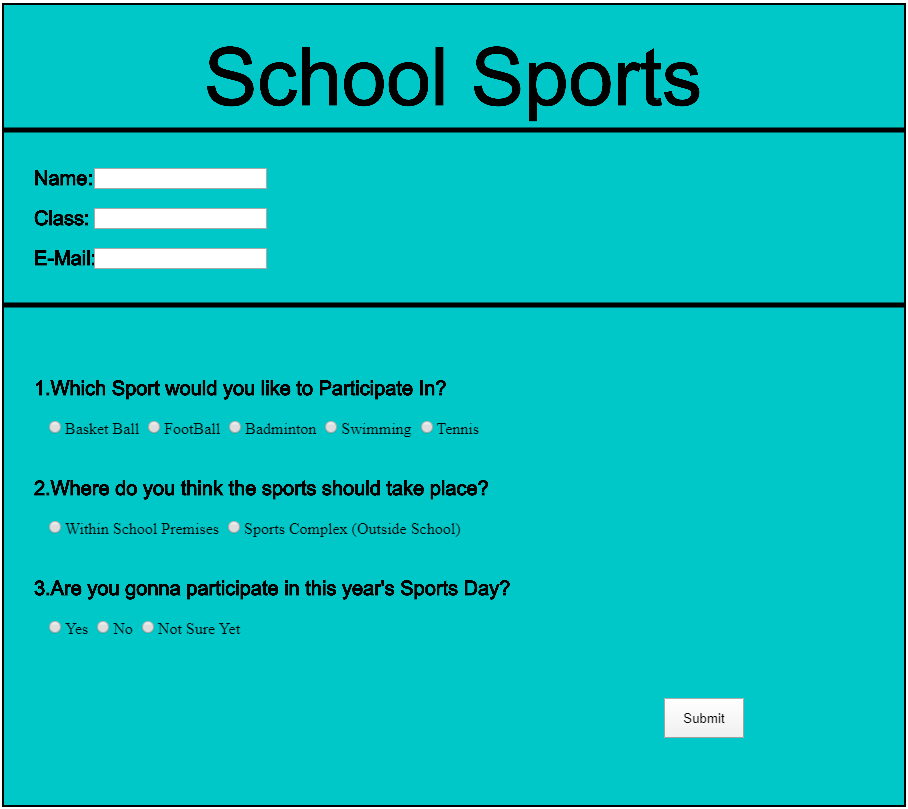 School Sports
Name:
Class:
E-Mail:
1.Which Sport would you like to Participate In?
Basket Ball FootBall Badminton Swimming Tennis
2.Where do you think the sports should take place?
Within School Premises Sports Complex (Outside School)
3.Are you gonna participate in this year's Sports Day?
Yes No Not Sure Yet
Submit